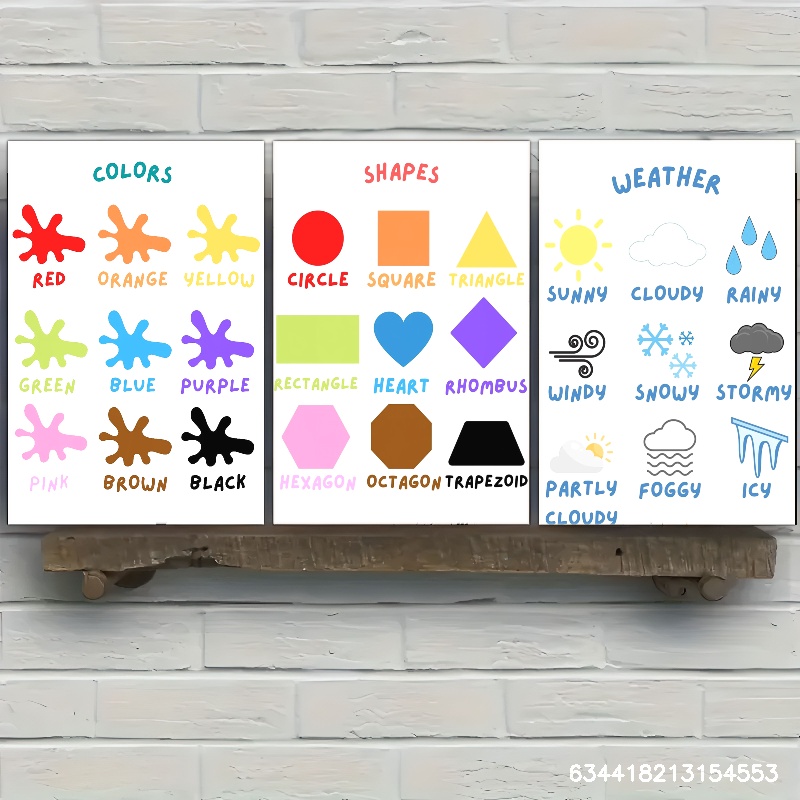 COLORS
RED ORANGE YELLOW
GREEN BLUE PURPLE
PINK BROWN BLACK
SHAPES
CIRCLE SQUARE TRIANGLE
RECTANGLE HEART RHOMBUS
HEXAGON OCTAGON TRAPEZOID
WEATHER
SUNNY CLOUDY RAINY
WINDY SNOWY STORMY
PARTLY CLOUDY FOGGY ICY
634418213154553